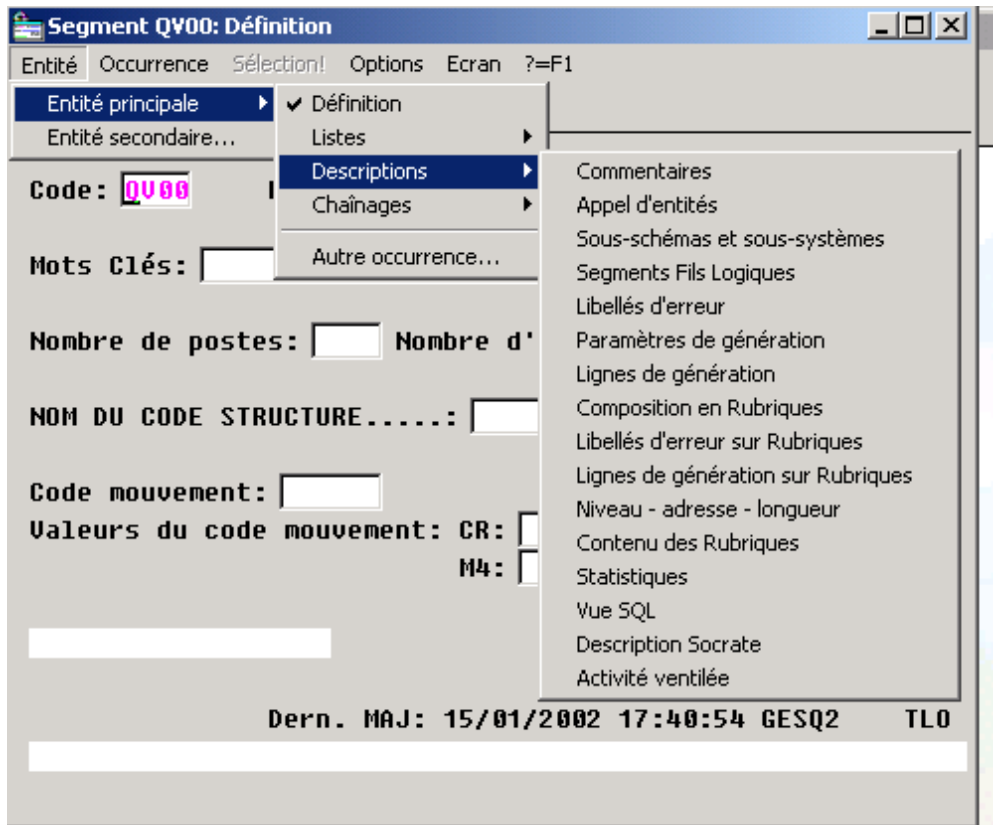 Segment QV00: Définition
Entité Occurrence Sélection! Options Ecran ?=F1
Entité principale
Entité secondaire...
Définition
Listes
Descriptions
Chaînages
Autre occurrence...
Commentaires
Appel d'entités
Sous-schémas et sous-systèmes
Segments Fils Logiques
Libellés d'erreur
Paramètres de génération
Lignes de génération
Composition en Rubriques
Libellés d'erreur sur Rubriques
Lignes de génération sur Rubriques
Niveau - adresse - longueur
Contenu des Rubriques
Statistiques
Vue SQL
Description Socrate
Activité ventilée
Code: QV00
Mots Clés:
Nombre de postes: Nombre d'
NOM DU CODE STRUCTURE.....:
Code mouvement:
Valeurs du code mouvement: CR:
M4:
Dern. MAJ: 15/01/2002 17:40:54 GESQ2 TLO